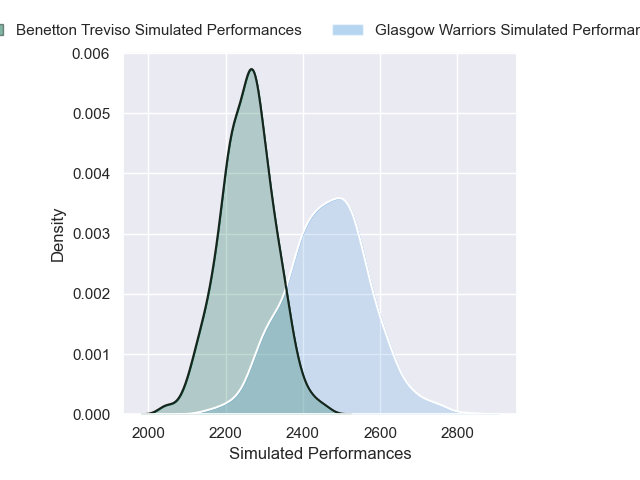 Benetton Treviso Simulated Performances Glasgow Warriors Simulated
0.006
0.005
0.004
0.003
0.002
0.001
0.000
Density
2000 2200 2400 2600 2800
Simulated Performances